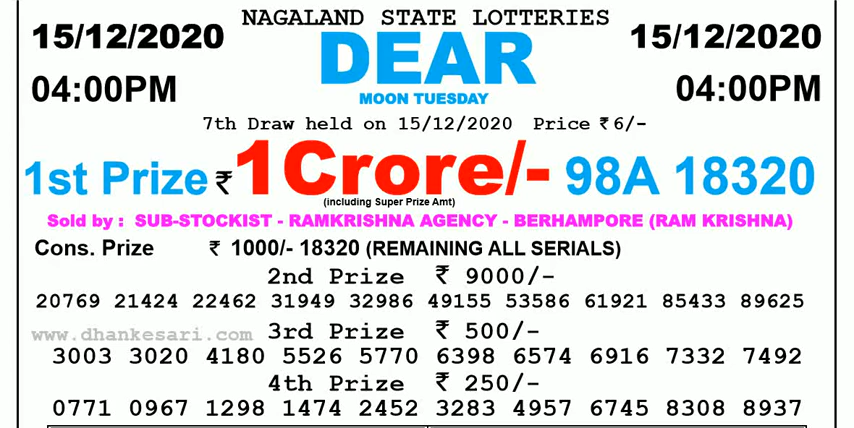 NAGALAND STATE LOTTERIES
15/12/2020 DEAR 15/12/2020
04:00PM MOON TUESDAY 04:00PM
7th Draw held on 15/12/2020 Price ₹ 6/-
1st Prize ₹ 1Crore/- 98A 18320
(including Super Prize Amt)
Sold by : SUB-STOCKIST - RAMKRISHNA AGENCY - BERHAMPORE (RAM KRISHNA)
Cons. Prize ₹ 1000/- 18320 (REMAINING ALL SERIALS)
2nd Prize ₹ 9000/-
20769 21424 22462 31949 32986 49155 53586 61921 85433 89625
www.dhankesari.com 3rd Prize ₹ 500/-
3003 3020 4180 5526 5770 6398 6574 6916 7332 7492
4th Prize ₹ 250/-
0771 0967 1298 1474 2452 3283 4957 6745 8308 8937